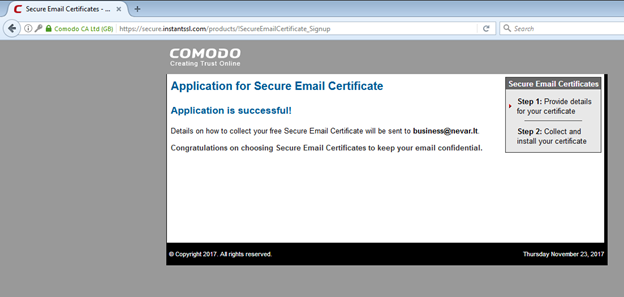 Secure Email Certificates - ...
Comodo CA Ltd (GB)
https://secure.instantssl.com/products/!SecureEmailCertificate_Signup
Search
COMODO
Creating Trust Online
Application for Secure Email Certificate
Application is successful!
Details on how to collect your free Secure Email Certificate will be sent to business@nevar.lt.
Congratulations on choosing Secure Email Certificates to keep your email confidential.
Secure Email Certificates
Step 1: Provide details
for your certificate
Step 2: Collect and
install your certificate
© Copyright 2017. All rights reserved.
Thursday November 23, 2017